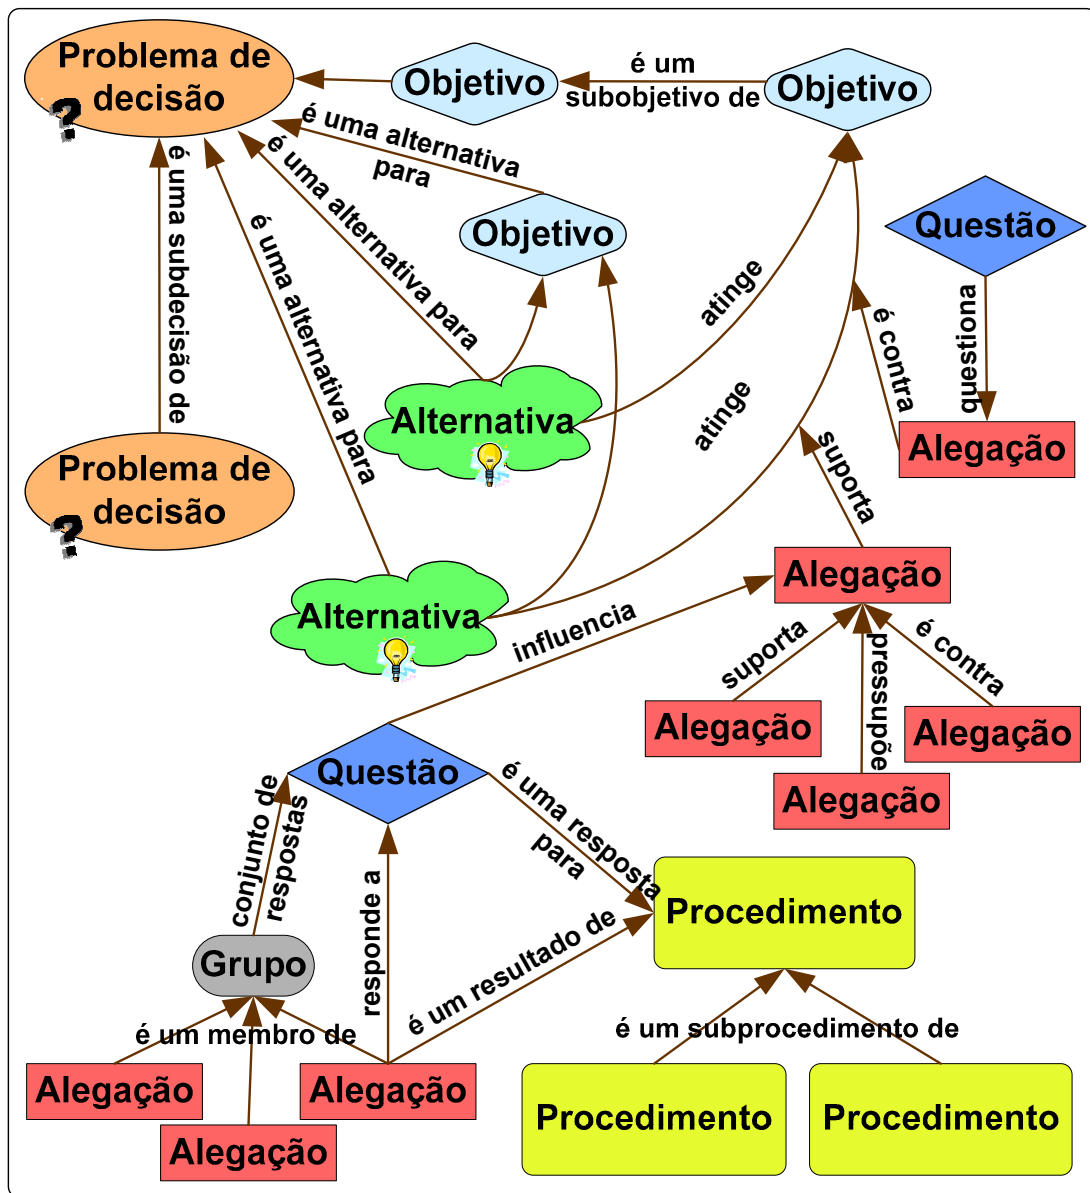 Problema de
decisão
?
Objetivo
é um
subobjetivo de
Objetivo
é uma alternativa
para
é uma alternativa para
é uma alternativa para
é uma subdecisão de
Objetivo
Questão
atinge
é contra
questiona
Alternativa
atinge
Alegação
suporta
Problema de
decisão
?
Alegação
Alternativa
influencia
suporta
pressupõe
é contra
Alegação
Alegação
Alegação
Questão
conjunto de
respostas
responde a
é uma resposta
para
é um resultado de
Procedimento
Grupo
é um membro de
é um subprocedimento de
Alegação
Alegação
Alegação
Procedimento
Procedimento